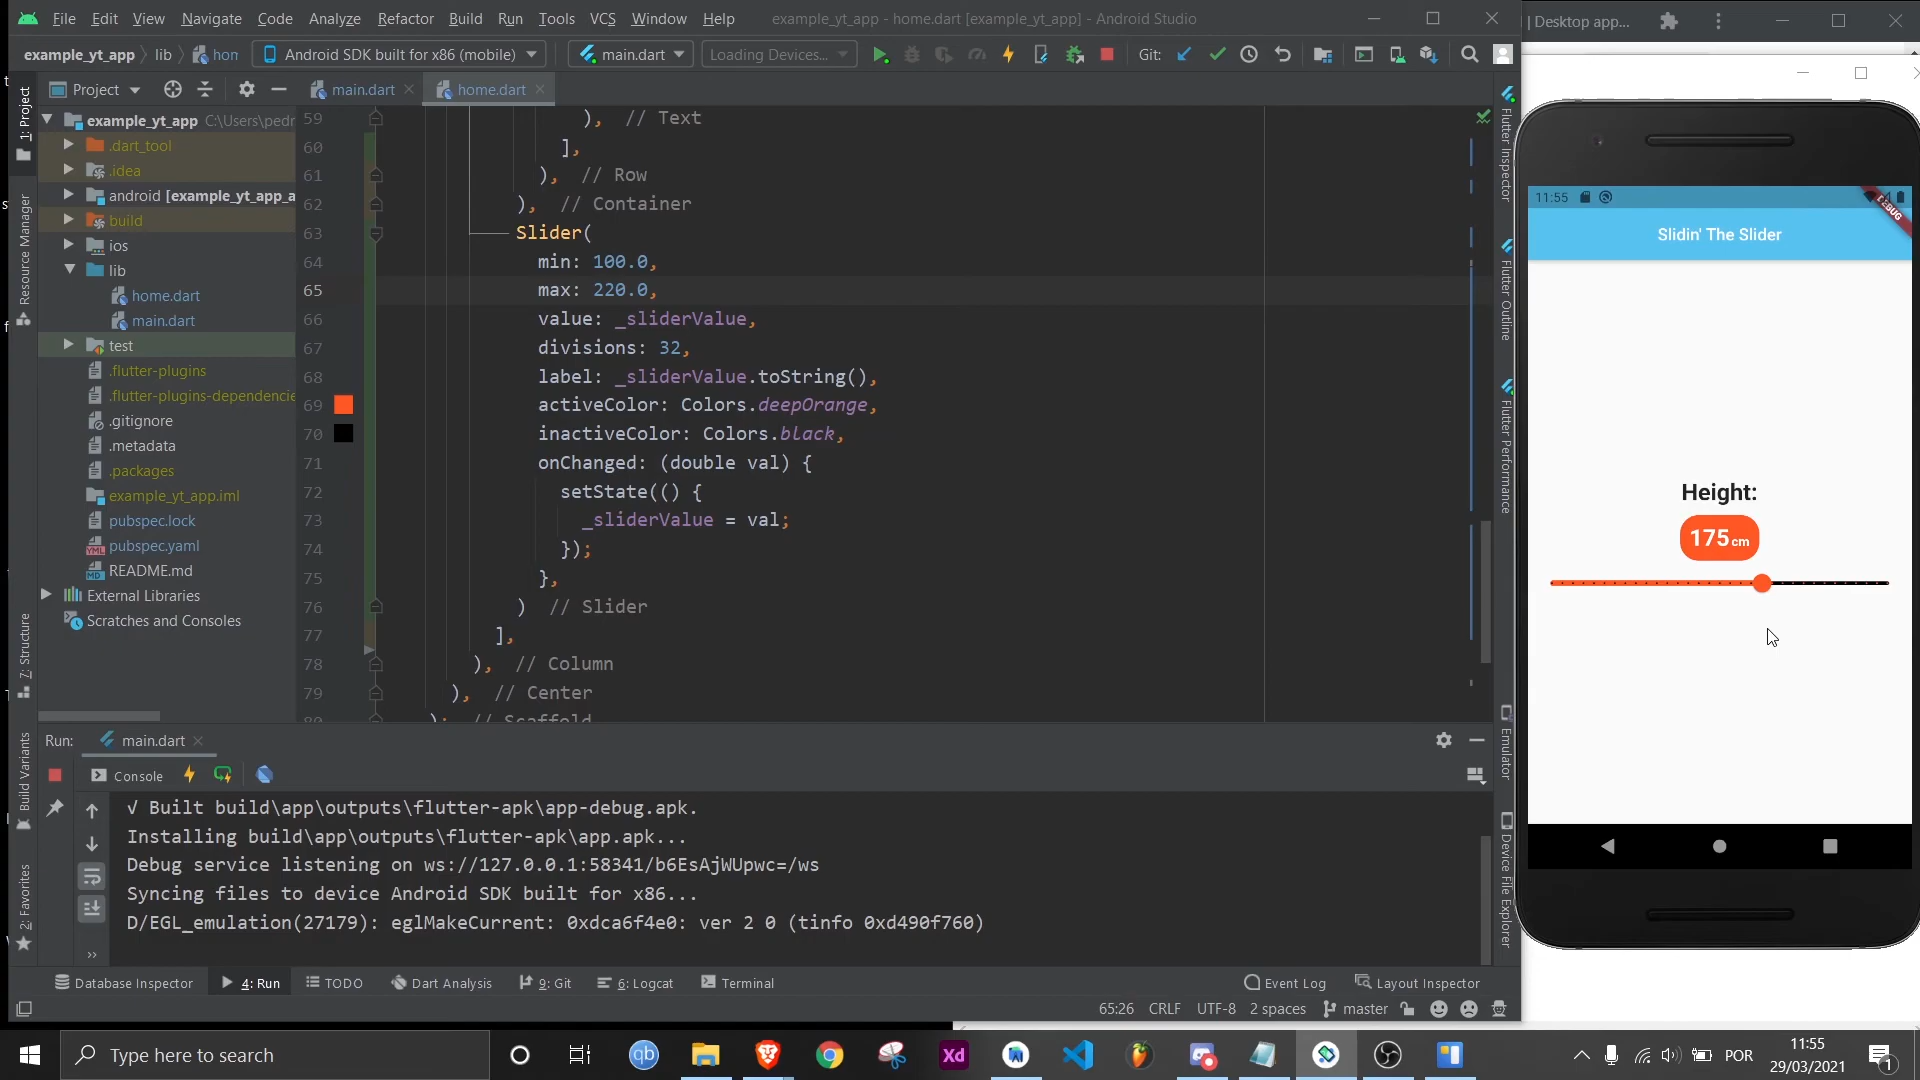 File Edit View Navigate Code Analyze Refactor Build Run Tools VCS Window Help example_yt_app - home.dart [example_yt_app] - Android Studio
| Desktop app...
example_yt_app lib hon Android SDK built for x86 (mobile) main.dart Loading Devices... Git:
Project main.dart home.dart
1: Project
Resource Manager
7: Structure
Build Variants
2: Favorites
example_yt_app C:\Users\pedr
.dart_tool
.idea
android [example_yt_app_a
build
ios
lib
home.dart
main.dart
test
.flutter-plugins
.flutter-plugins-dependencie
.gitignore
.metadata
.packages
example_yt_app.iml
pubspec.lock
pubspec.yaml
README.md
External Libraries
Scratches and Consoles
59 ), // Text
60 ],
61 ), // Row
62 ), // Container
63 Slider(
64 min: 100.0,
65 max: 220.0,
66 value: _sliderValue,
67 divisions: 32,
68 label: _sliderValue.toString(),
69 activeColor: Colors.deepOrange,
70 inactiveColor: Colors.black,
71 onChanged: (double val) {
72 setState(() {
73 _sliderValue = val;
74 });
75 },
76 ) // Slider
77 ],
78 ), // Column
79 ), // Center
80 ); // Scaffold
Flutter Inspector
Flutter Outline
Flutter Performance
Emulator
Device File Explorer
11:55
DEBUG
Slidin' The Slider
Height:
175cm
Run: main.dart
Console
√ Built build\app\outputs\flutter-apk\app-debug.apk.
Installing build\app\outputs\flutter-apk\app.apk...
Debug service listening on ws://127.0.0.1:58341/b6EsAjWUpwc=/ws
Syncing files to device Android SDK built for x86...
D/EGL_emulation(27179): eglMakeCurrent: 0xdca6f4e0: ver 2 0 (tinfo 0xd490f760)
Database Inspector 4: Run TODO Dart Analysis 9: Git 6: Logcat Terminal Event Log Layout Inspector
65:26 CRLF UTF-8 2 spaces master
Type here to search
qb
Xd
POR
11:55
29/03/2021
1